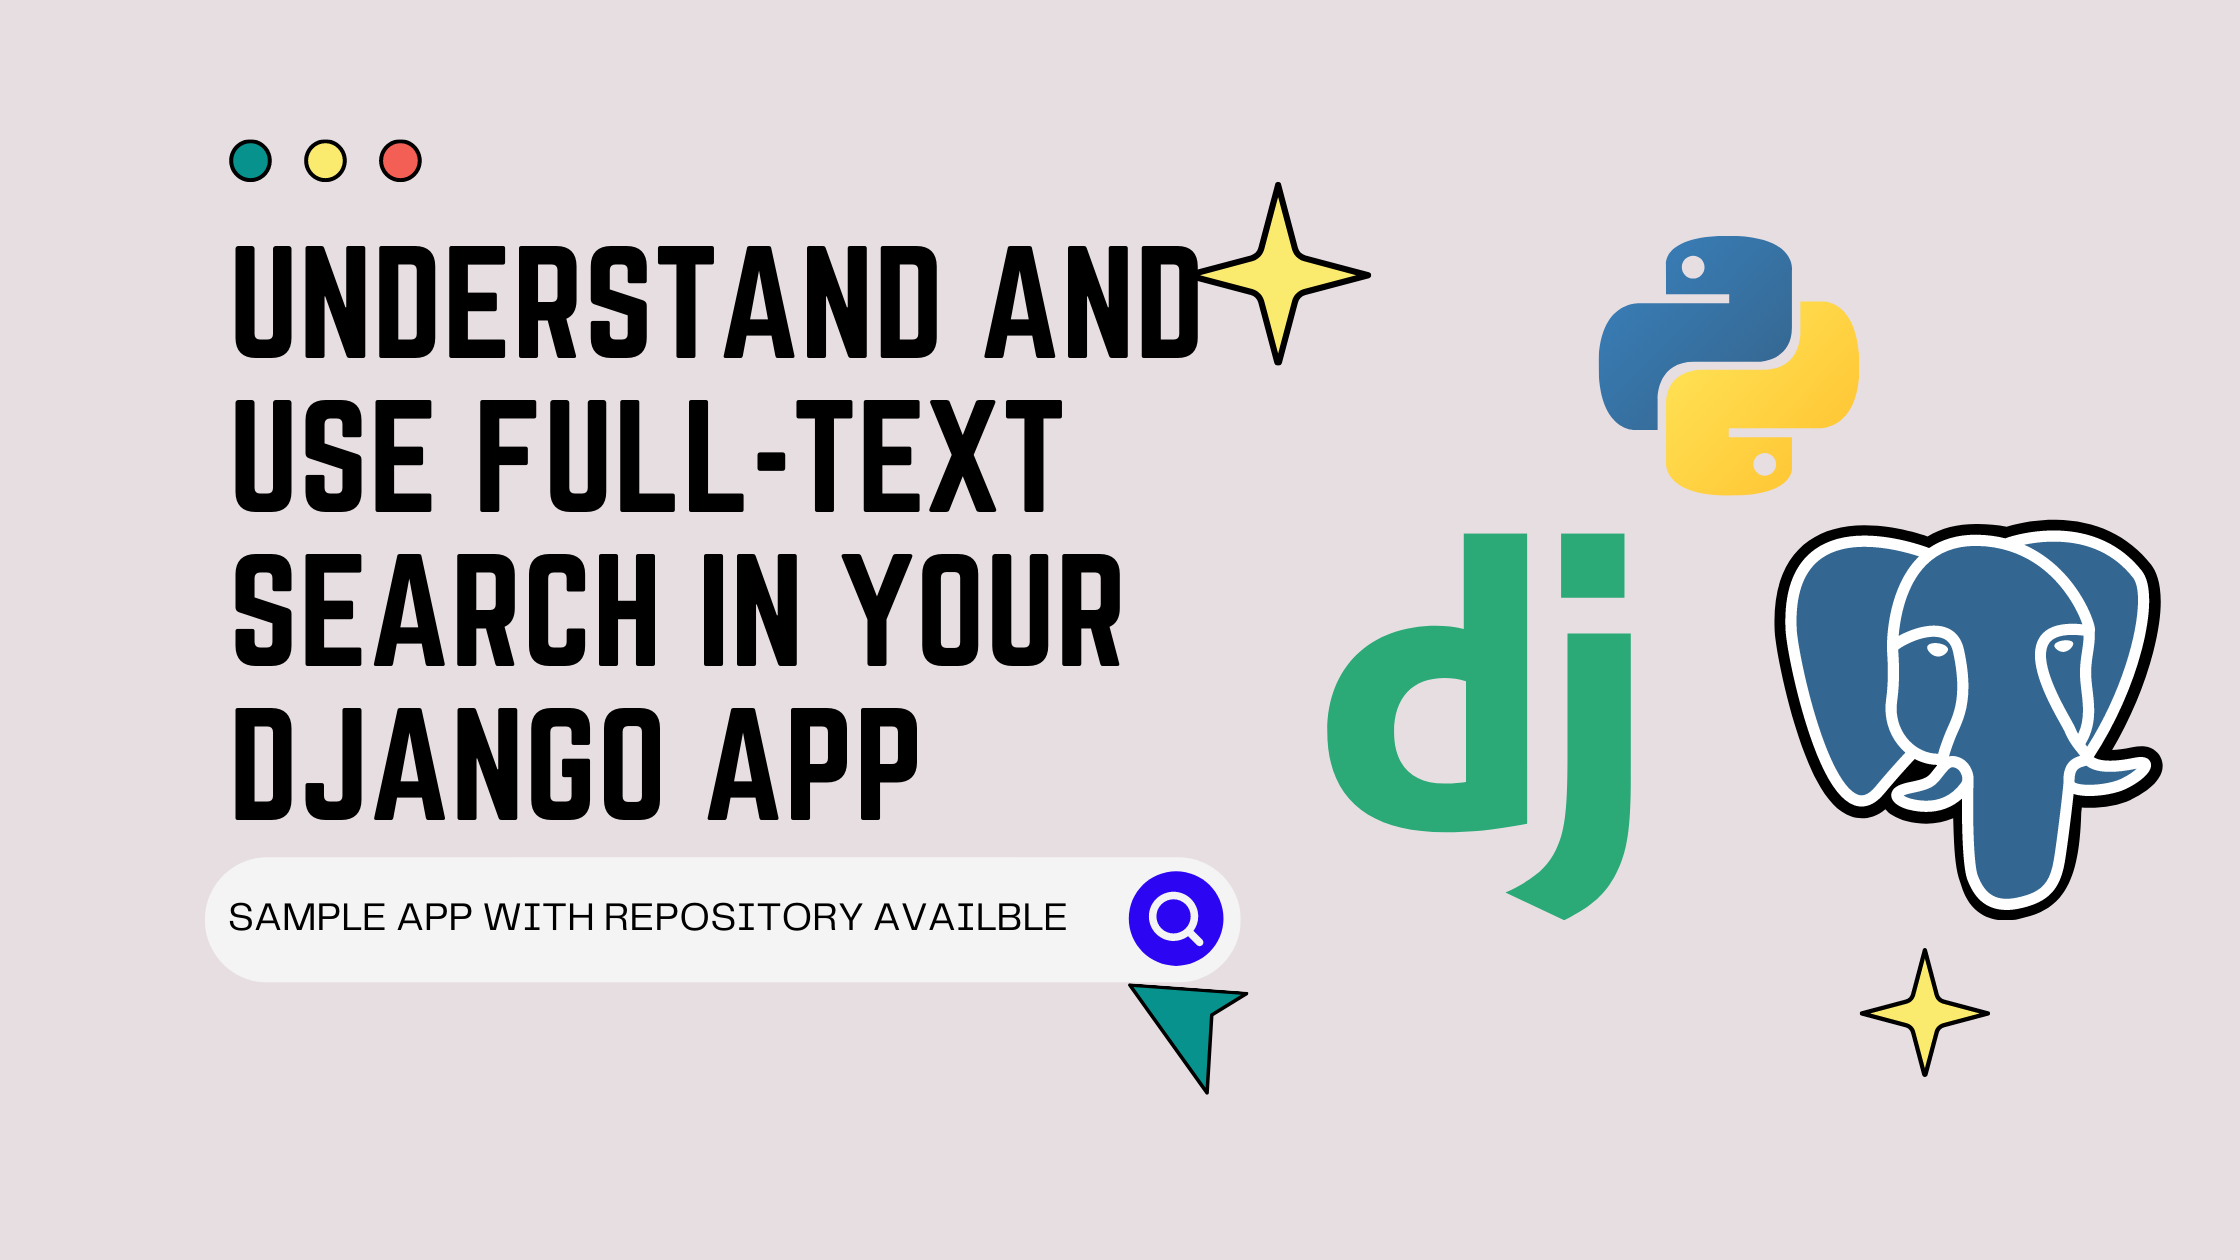 UNDERSTAND AND
USE FULL-TEXT
SEARCH IN YOUR
DJANGO APP
SAMPLE APP WITH REPOSITORY AVAILBLE
dj